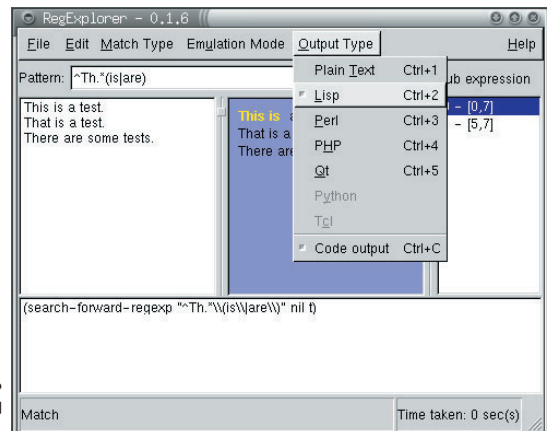 RegExplorer - 0.1.6
File Edit Match Type Emulation Mode Output Type Help
Pattern: ^Th.*(is|are)
expression
Plain Text Ctrl+1
Lisp Ctrl+2
Perl Ctrl+3
PHP Ctrl+4
Qt Ctrl+5
Python
Tcl
Code output Ctrl+C
This is a test.
That is a test.
There are some tests.
This is
That is a
There are
- [0,7]
- [5,7]
(search-forward-regexp "^Th.*\\(is\\|are\\)" nil t)
Match Time taken: 0 sec(s)